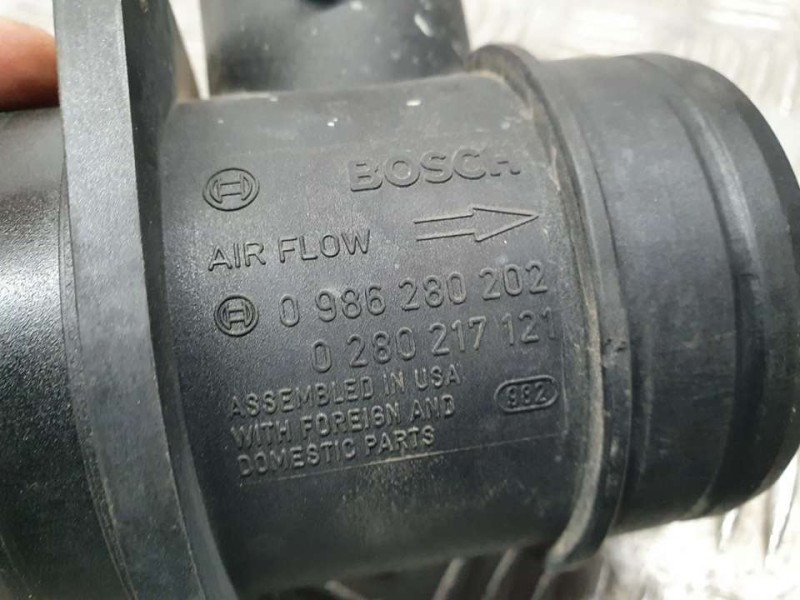 BOSCH
AIR FLOW
0 986 280 202
0 280 217 121
ASSEMBLED IN USA
WITH FOREI6N AND
DOMESTIC PARTS
982